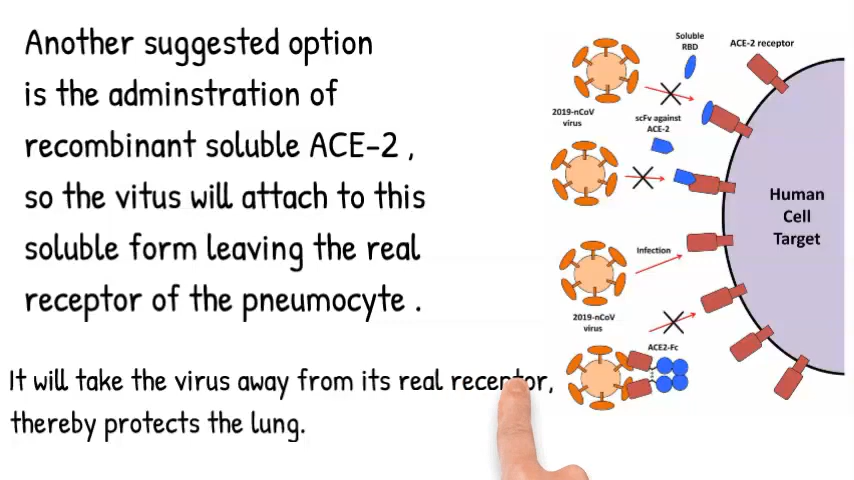 Another suggested option
is the adminstration of
recombinant soluble ACE-2 ,
so the vitus will attach to this
soluble form leaving the real
receptor of the pneumocyte .
It will take the virus away from its real receptor,
thereby protects the lung.
Soluble
RBD
ACE-2 receptor
2019-nCoV
virus
scFv against
ACE-2
Human
Cell
Target
Infection
2019-nCoV
virus
ACE2-Fc